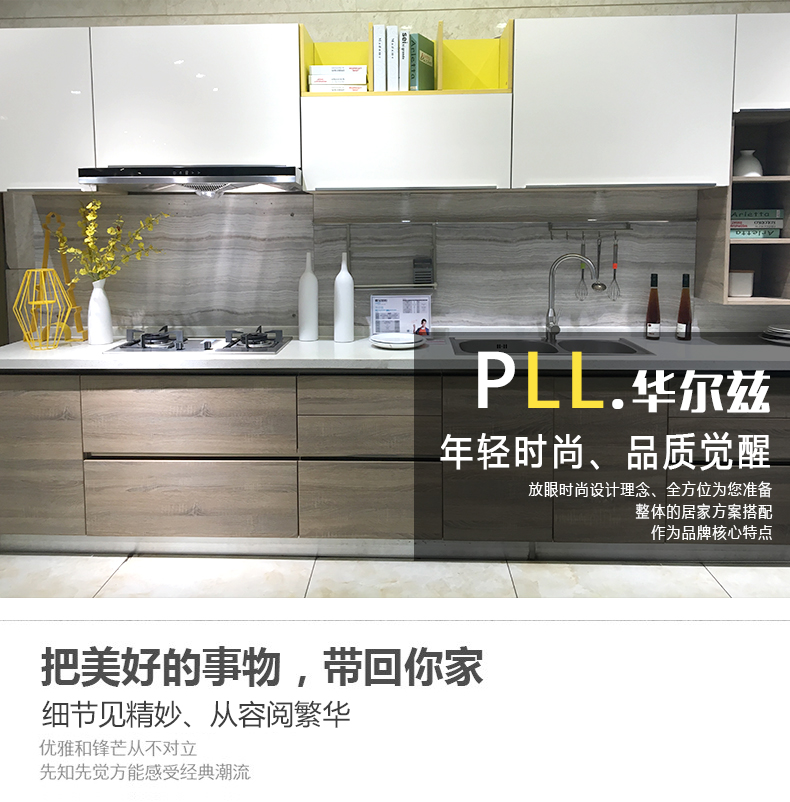 PLL.华尔兹
年轻时尚、品质觉醒
放眼时尚设计理念、全方位为您准备
整体的居家方案搭配
作为品牌核心特点
把美好的事物，带回你家
细节见精妙、从容阅繁华
优雅和锋芒从不对立
先知先觉方能感受经典潮流
Arletto
Arletto